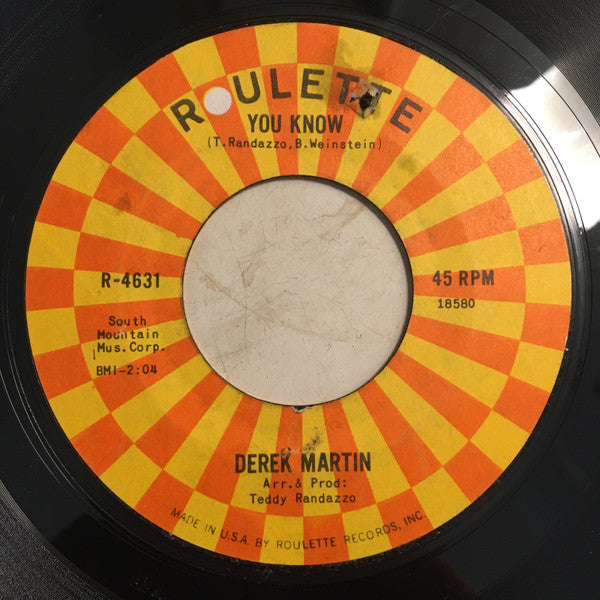 ROULETTE
YOU KNOW
(T.Randazzo,B.Weinstein)
R-4631
45 RPM
18580
South
Mountain
Mus.Corp.
BMI-2:04
DEREK MARTIN
Arr.& Prod:
Teddy Randazzo
MADE IN U.S.A. BY ROULETTE RECORDS, INC.